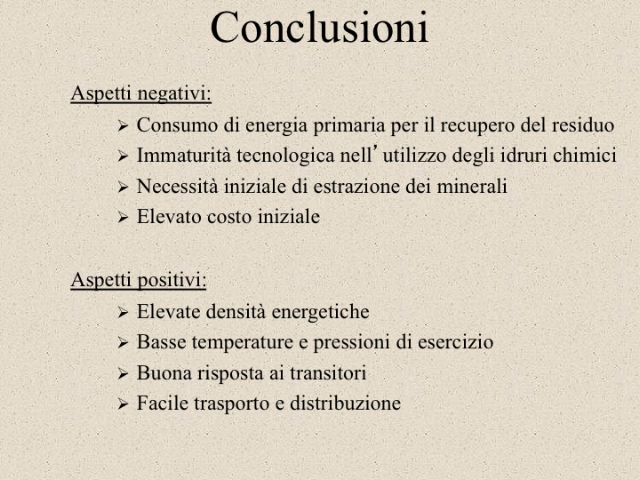 Conclusioni
Aspetti negativi:
➢ Consumo di energia primaria per il recupero del residuo
➢ Immaturità tecnologica nell’utilizzo degli idruri chimici
➢ Necessità iniziale di estrazione dei minerali
➢ Elevato costo iniziale
Aspetti positivi:
➢ Elevate densità energetiche
➢ Basse temperature e pressioni di esercizio
➢ Buona risposta ai transitori
➢ Facile trasporto e distribuzione